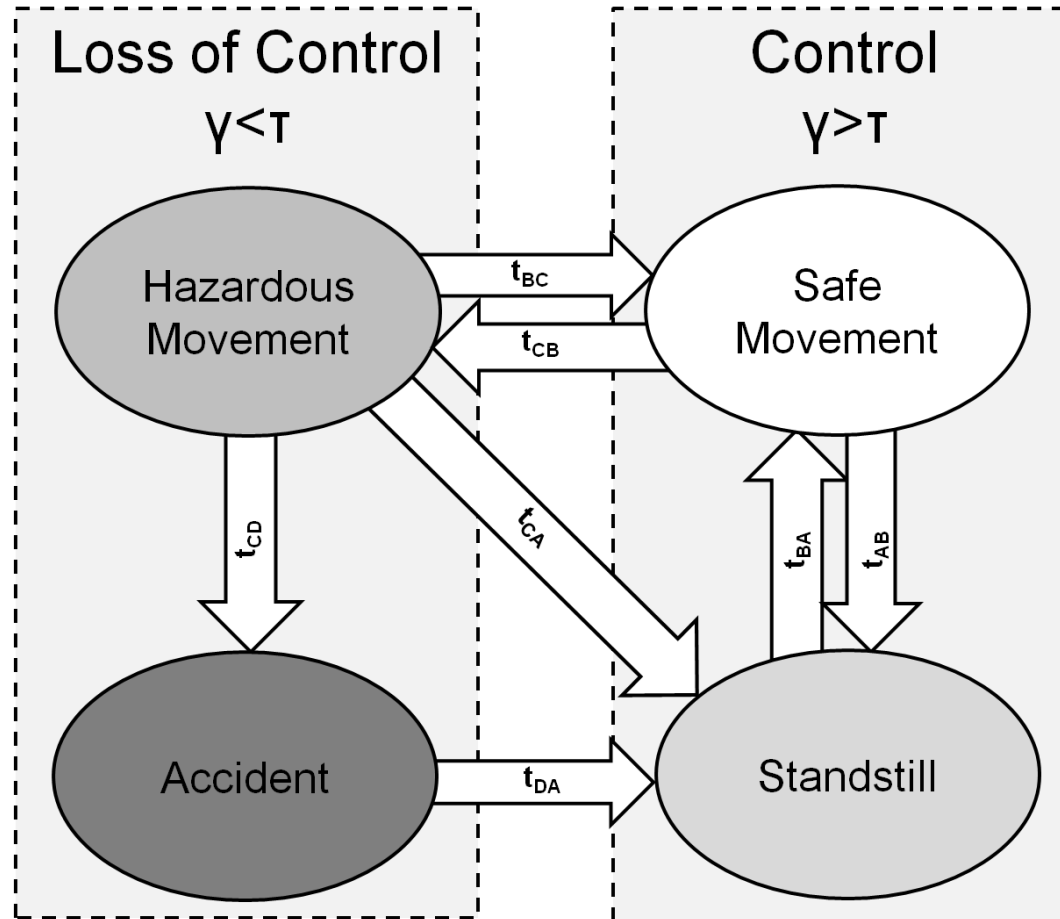 Loss of Control
γ<τ
Control
γ>τ
Hazardous
Movement
Safe
Movement
t_BC
t_CB
t_CD
t_CA
t_BA
t_AB
Accident
t_DA
Standstill